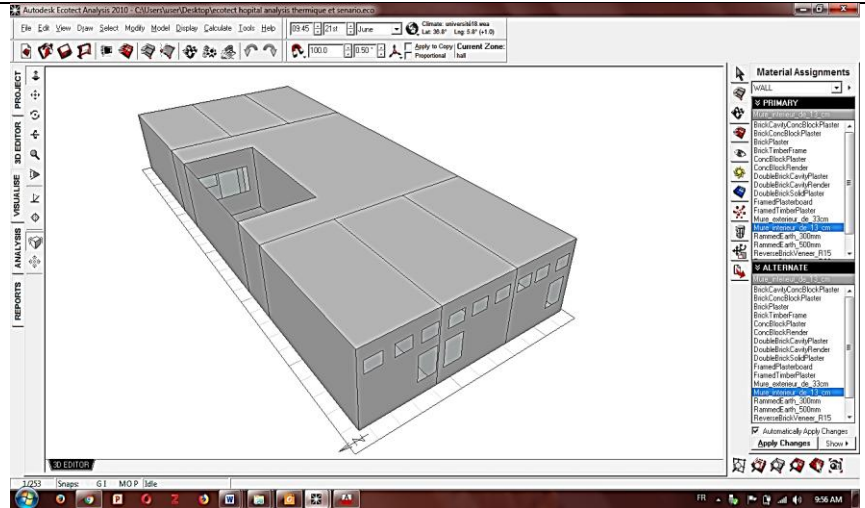 Autodesk Ecotect Analysis 2010 - C:\Users\user\Desktop\ecotect hopital analysis thermique et senario.eco
File Edit View Draw Select Modify Model Display Calculate Tools Help
09:45 21st June
Climate: université18.wea
Lat: 36.8° Lng: 5.8° (+1.0)
100.0 0.50
Apply to Copy
Proportional
Current Zone:
hall
PROJECT
3D EDITOR
VISUALISE
ANALYSIS
REPORTS
N
Material Assignments
WALL
PRIMARY
Mure_interieur_de_13_cm
BrickCavityConcBlockPlaster
BrickConcBlockPlaster
BrickPlaster
BrickTimberFrame
ConcBlockPlaster
ConcBlockRender
DoubleBrickCavityPlaster
DoubleBrickCavityRender
DoubleBrickSolidPlaster
FramedPlasterboard
FramedTimberPlaster
Mure_exterieur_de_33cm
Mure_interieur_de_13_cm
RammedEarth_300mm
RammedEarth_500mm
ReverseBrickVeneer_R15
ALTERNATE
Mure_interieur_de_13_cm
BrickCavityConcBlockPlaster
BrickConcBlockPlaster
BrickPlaster
BrickTimberFrame
ConcBlockPlaster
ConcBlockRender
DoubleBrickCavityPlaster
DoubleBrickCavityRender
DoubleBrickSolidPlaster
FramedPlasterboard
FramedTimberPlaster
Mure_exterieur_de_33cm
Mure_interieur_de_13_cm
RammedEarth_300mm
RammedEarth_500mm
ReverseBrickVeneer_R15
Automatically Apply Changes
Apply Changes Show
3D EDITOR
1/253 Snaps: G I M O P Idle
FR 9:56 AM